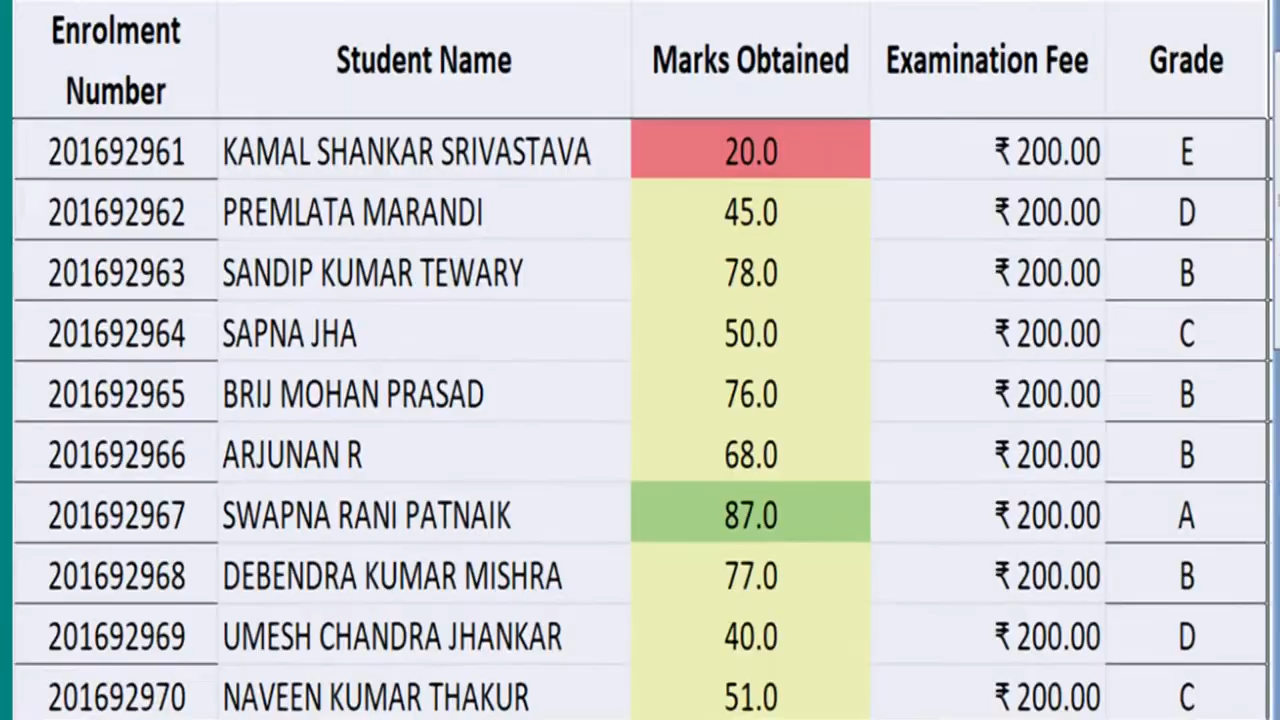 Enrolment Number Student Name Marks Obtained Examination Fee Grade
201692961 KAMAL SHANKAR SRIVASTAVA 20.0 ₹ 200.00 E
201692962 PREMLATA MARANDI 45.0 ₹ 200.00 D
201692963 SANDIP KUMAR TEWARY 78.0 ₹ 200.00 B
201692964 SAPNA JHA 50.0 ₹ 200.00 C
201692965 BRIJ MOHAN PRASAD 76.0 ₹ 200.00 B
201692966 ARJUNAN R 68.0 ₹ 200.00 B
201692967 SWAPNA RANI PATNAIK 87.0 ₹ 200.00 A
201692968 DEBENDRA KUMAR MISHRA 77.0 ₹ 200.00 B
201692969 UMESH CHANDRA JHANKAR 40.0 ₹ 200.00 D
201692970 NAVEEN KUMAR THAKUR 51.0 ₹ 200.00 C